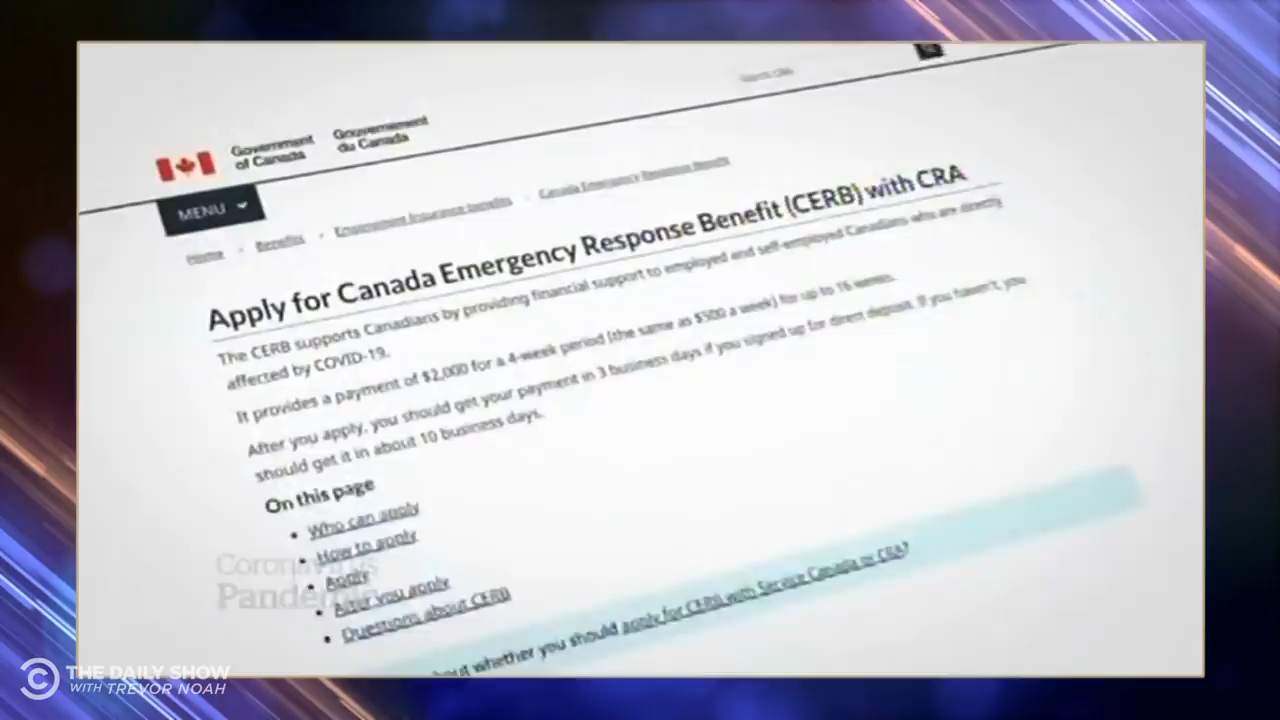 Government of Canada
Gouvernement du Canada
MENU
Home
Benefits
Employment Insurance benefits
Canada Emergency Response Benefit
Apply for Canada Emergency Response Benefit (CERB) with CRA
The CERB supports Canadians by providing financial support to employed and self-employed Canadians who are directly
affected by COVID-19.
It provides a payment of $2,000 for a 4-week period (the same as $500 a week) for up to 16 weeks.
After you apply, you should get your payment in 3 business days if you signed up for direct deposit. If you haven't, you
should get it in about 10 business days.
On this page
Who can apply
How to apply
Apply
After you apply
Questions about CERB
whether you should apply for CERB with Service Canada or CRA?
Coronavirus
Pandemic
THE DAILY SHOW
WITH TREVOR NOAH